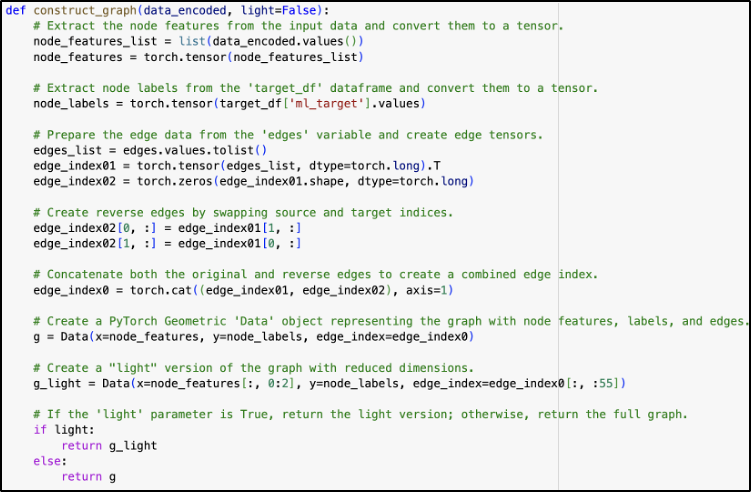 def construct_graph(data_encoded, light=False):
# Extract the node features from the input data and convert them to a tensor.
node_features_list = list(data_encoded.values())
node_features = torch.tensor(node_features_list)
# Extract node labels from the 'target_df' dataframe and convert them to a tensor.
node_labels = torch.tensor(target_df['ml_target'].values)
# Prepare the edge data from the 'edges' variable and create edge tensors.
edges_list = edges.values.tolist()
edge_index01 = torch.tensor(edges_list, dtype=torch.long).T
edge_index02 = torch.zeros(edge_index01.shape, dtype=torch.long)
# Create reverse edges by swapping source and target indices.
edge_index02[0, :] = edge_index01[1, :]
edge_index02[1, :] = edge_index01[0, :]
# Concatenate both the original and reverse edges to create a combined edge index.
edge_index0 = torch.cat((edge_index01, edge_index02), axis=1)
# Create a PyTorch Geometric 'Data' object representing the graph with node features, labels, and edges.
g = Data(x=node_features, y=node_labels, edge_index=edge_index0)
# Create a "light" version of the graph with reduced dimensions.
g_light = Data(x=node_features[:, 0:2], y=node_labels, edge_index=edge_index0[:, :55])
# If the 'light' parameter is True, return the light version; otherwise, return the full graph.
if light:
return g_light
else:
return g